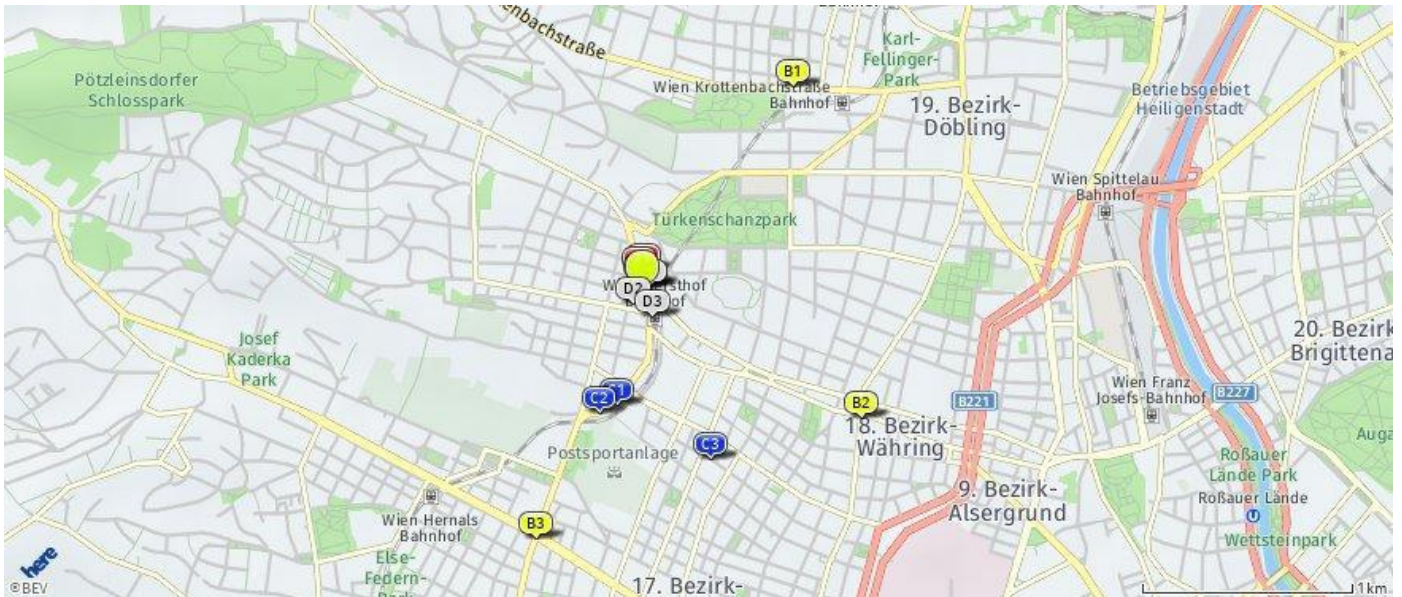 enbachstraße
Karl-
Fellinger-
Park
B1
Pötzleinsdorfer
Schlosspark
Wien Krottenbachstraße
Bahnhof
19. Bezirk-
Döbling
Betriebsgebiet
Heiligenstadt
Wien Spittelau
Bahnhof
Türkenschanzpark
D2
D3
Josef
Kaderka
Park
20. Bezirk
Brigittena
C1
C2
B2
B221
Wien Franz
Josefs-Bahnhof
B227
18. Bezirk-
Währing
C3
Auga
Postsportanlage
Roßauer
Lände Park
Roßauer Lände
U
9. Bezirk-
Alsergrund
Wien Hernals
Bahnhof
B3
Wettsteinpark
Else-
Federn-
17. Bezirk-
here
©BEV
1km